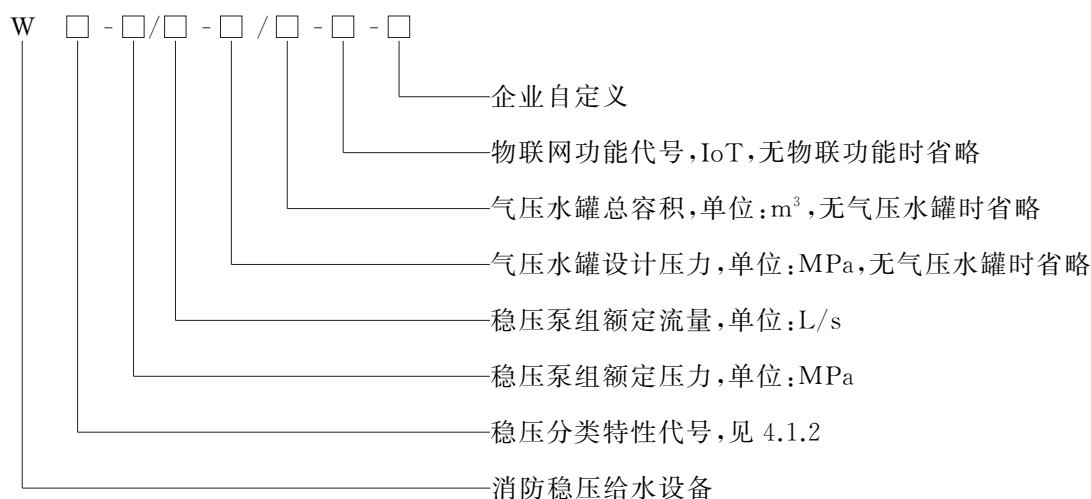 W □ - □/□ - □ / □ - □ - □
企业自定义
物联网功能代号,IoT,无物联功能时省略
气压水罐总容积,单位:m³,无气压水罐时省略
气压水罐设计压力,单位:MPa,无气压水罐时省略
稳压泵组额定流量,单位:L/s
稳压泵组额定压力,单位:MPa
稳压分类特性代号,见 4.1.2
消防稳压给水设备